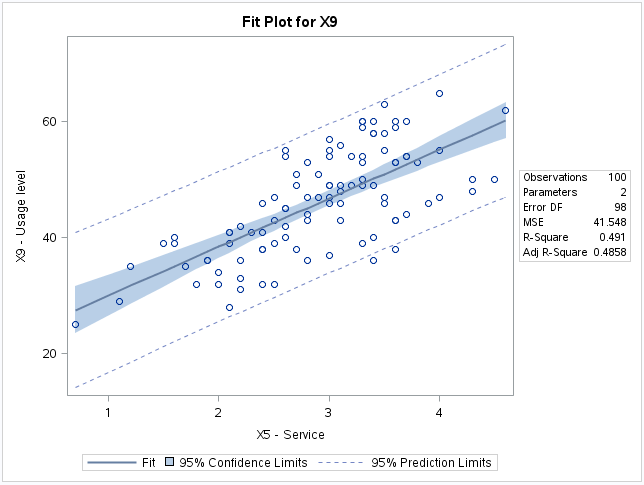 Fit Plot for X9
X9 - Usage level
60
40
20
1 2 3 4
X5 - Service
Observations 100
Parameters 2
Error DF 98
MSE 41.548
R-Square 0.491
Adj R-Square 0.4858
Fit 95% Confidence Limits 95% Prediction Limits